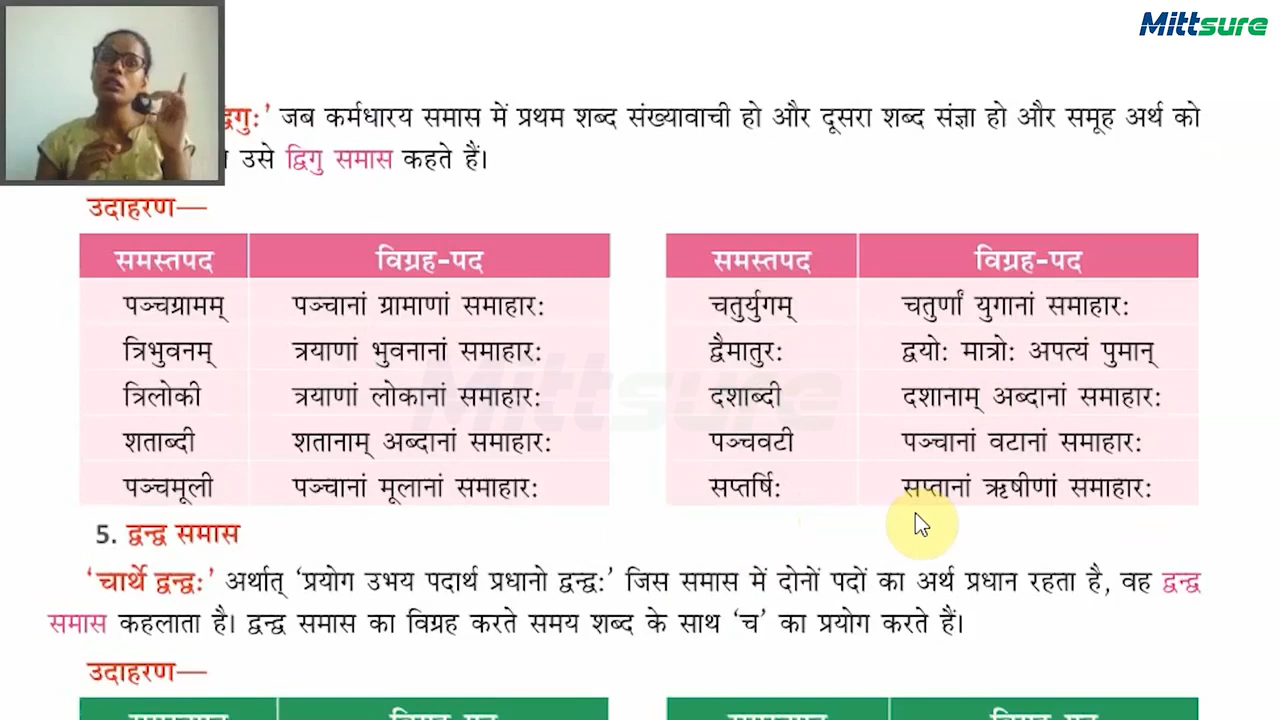 Mittsure
द्विगुः' जब कर्मधारय समास में प्रथम शब्द संख्यावाची हो और दूसरा शब्द संज्ञा हो और समूह अर्थ को
उसे द्विगु समास कहते हैं।
उदाहरण—
समस्तपद विग्रह-पद
पञ्चग्रामम् पञ्चानां ग्रामाणां समाहारः
त्रिभुवनम् त्रयाणां भुवनानां समाहारः
त्रिलोकी त्रयाणां लोकानां समाहारः
शताब्दी शतानाम् अब्दानां समाहारः
पञ्चमूली पञ्चानां मूलानां समाहारः
समस्तपद विग्रह-पद
चतुर्युगम् चतुर्णां युगानां समाहारः
द्वैमातुरः द्वयोः मात्रोः अपत्यं पुमान्
दशाब्दी दशानाम् अब्दानां समाहारः
पञ्चवटी पञ्चानां वटानां समाहारः
सप्तर्षिः सप्तानां ऋषीणां समाहारः
Mittsure
5. द्वन्द्व समास
'चार्थे द्वन्द्वः' अर्थात् 'प्रयोग उभय पदार्थ प्रधानो द्वन्द्वः' जिस समास में दोनों पदों का अर्थ प्रधान रहता है, वह द्वन्द्व
समास कहलाता है। द्वन्द्व समास का विग्रह करते समय शब्द के साथ 'च' का प्रयोग करते हैं।
उदाहरण—